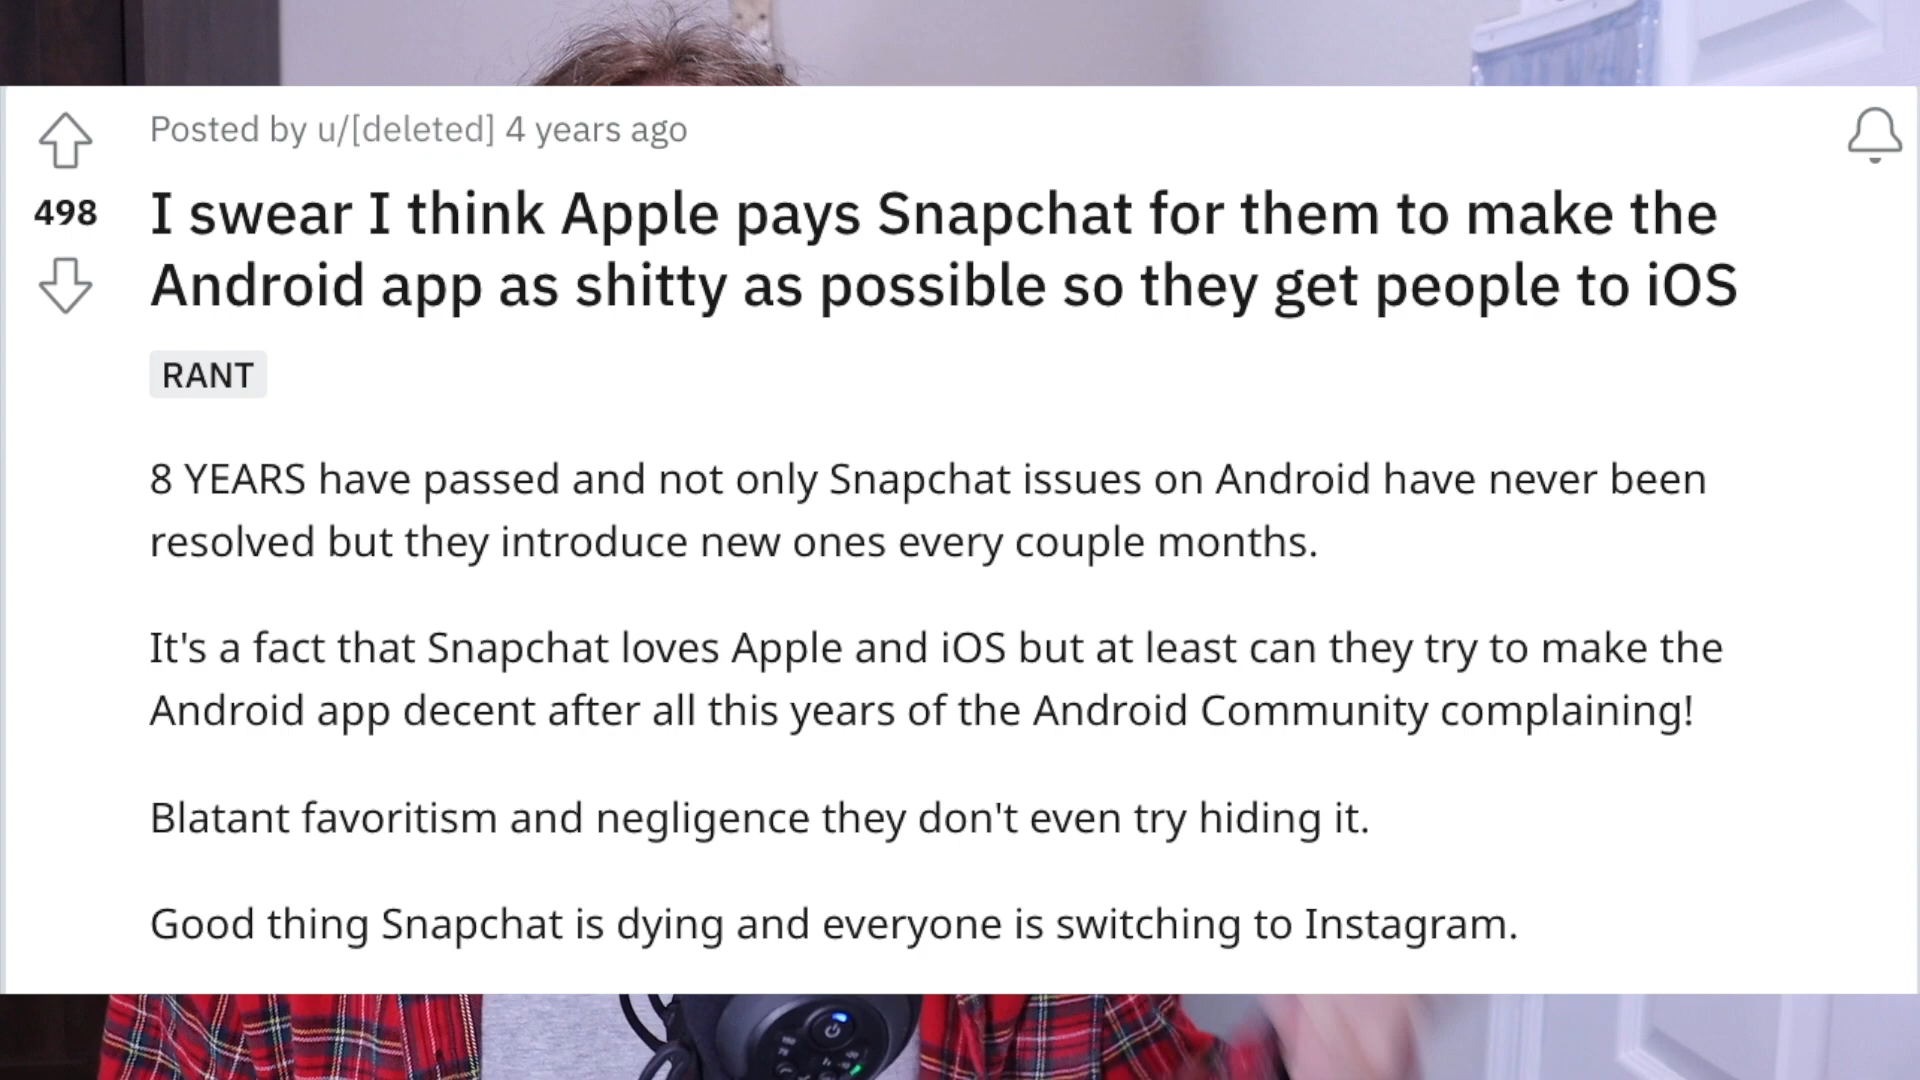 Posted by u/[deleted] 4 years ago
498
I swear I think Apple pays Snapchat for them to make the
Android app as shitty as possible so they get people to iOS
RANT
8 YEARS have passed and not only Snapchat issues on Android have never been
resolved but they introduce new ones every couple months.
It's a fact that Snapchat loves Apple and iOS but at least can they try to make the
Android app decent after all this years of the Android Community complaining!
Blatant favoritism and negligence they don't even try hiding it.
Good thing Snapchat is dying and everyone is switching to Instagram.